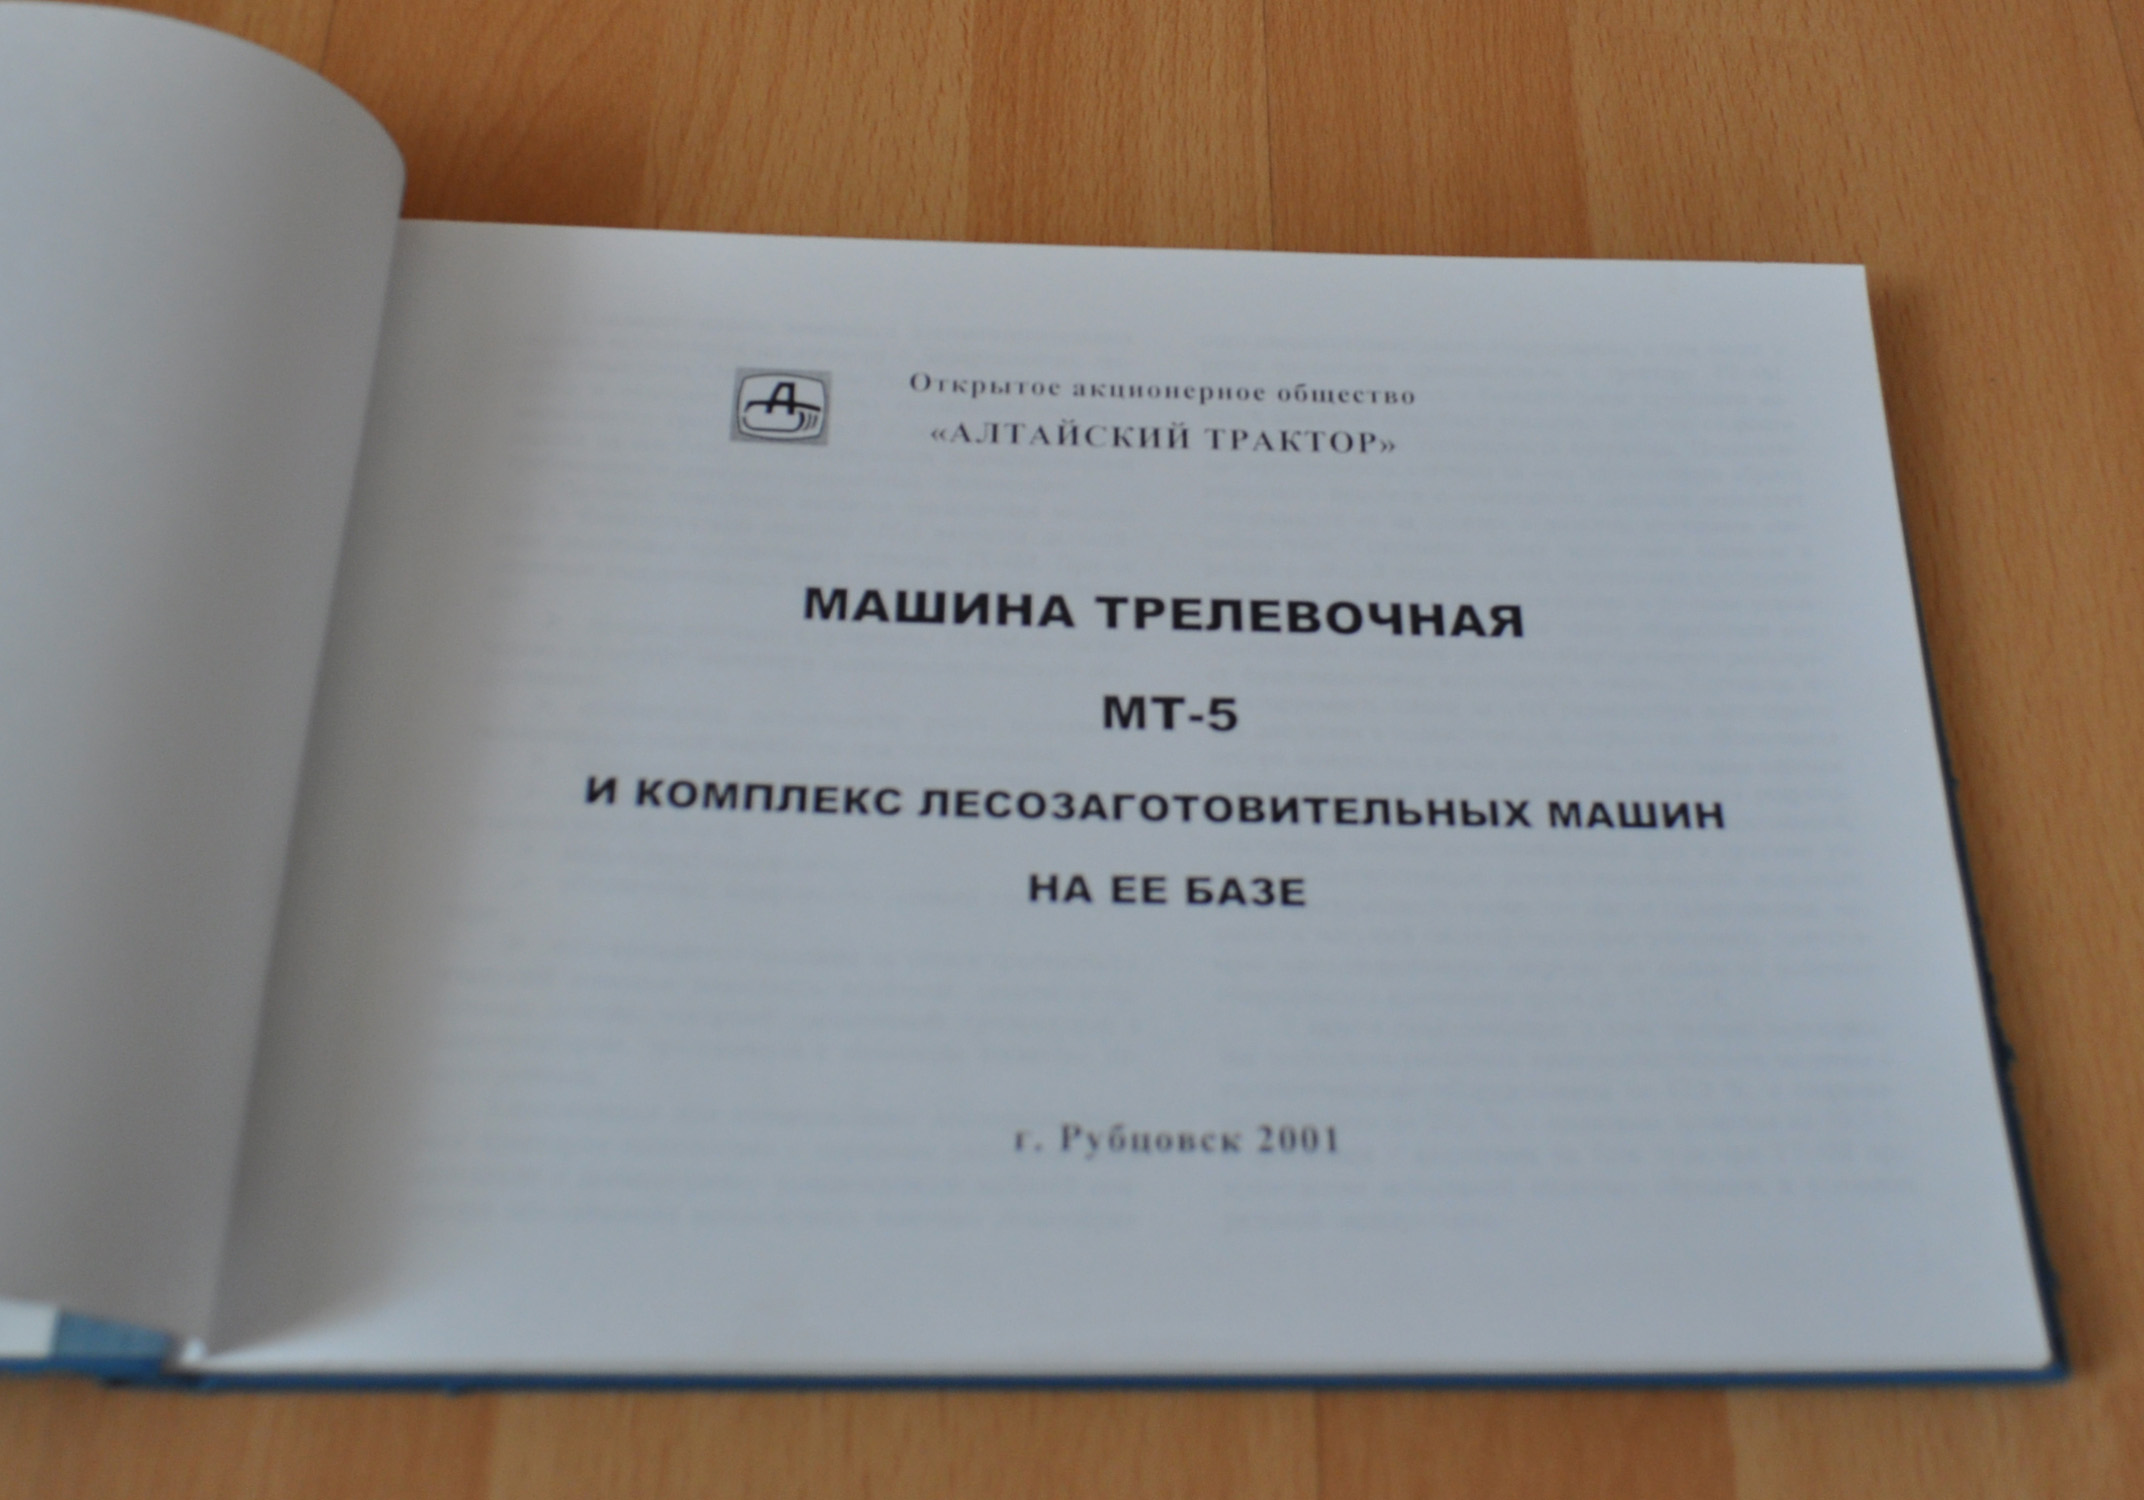 Открытое акционерное общество
«АЛТАЙСКИЙ ТРАКТОР»
МАШИНА ТРЕЛЕВОЧНАЯ
МТ-5
И КОМПЛЕКС ЛЕСОЗАГОТОВИТЕЛЬНЫХ МАШИН
НА ЕЕ БАЗЕ
г. Рубцовск 2001